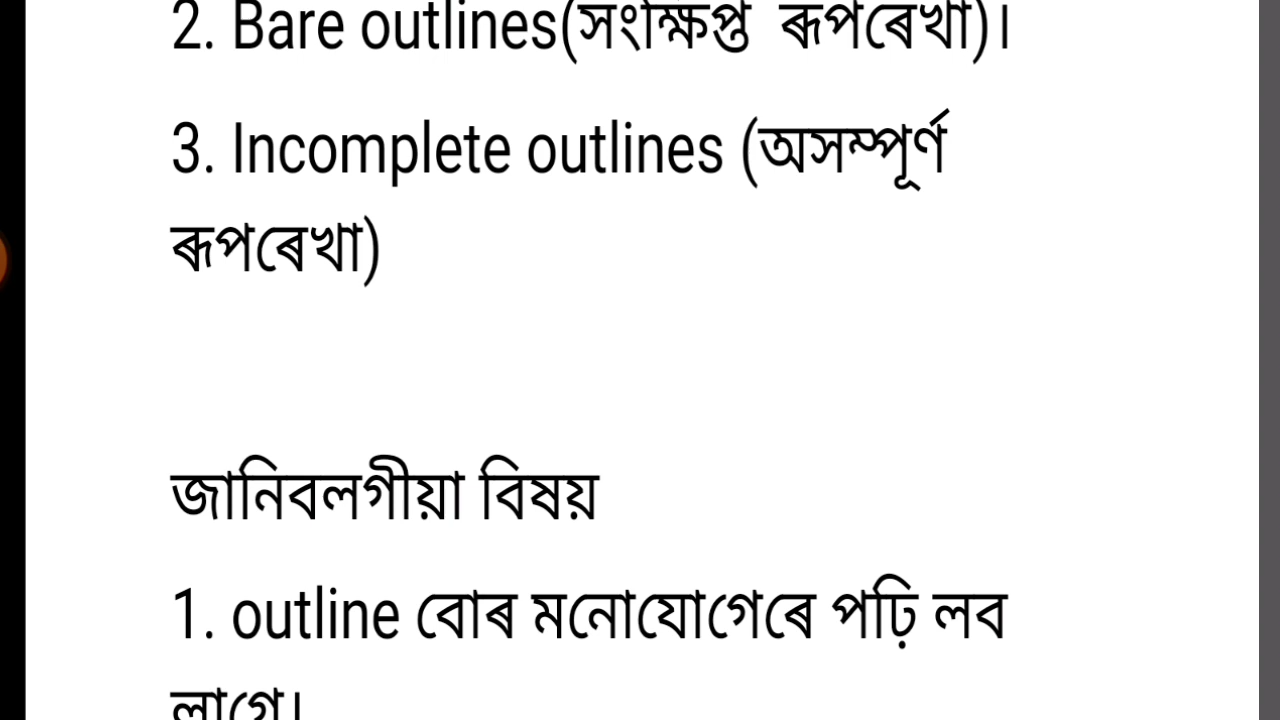 2. Bare outlines(সংক্ষিপ্ত ৰূপৰেখা)।
3. Incomplete outlines (অসম্পূৰ্ণ
ৰূপৰেখা)
জানিবলগীয়া বিষয়
1. outline বোৰ মনোযোগেৰে পঢ়ি লব
লাগে।